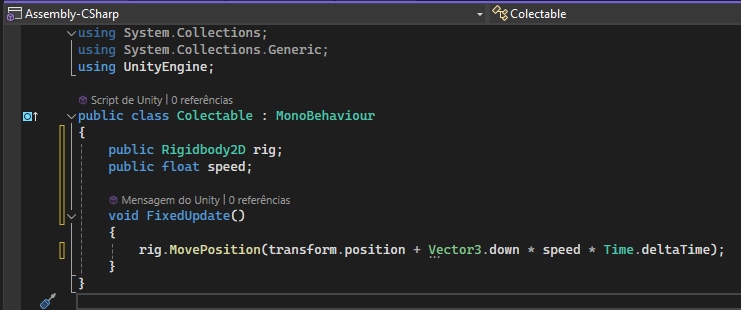 Assembly-CSharp Colectable
using System.Collections;
using System.Collections.Generic;
using UnityEngine;
Script de Unity | 0 referências
public class Colectable : MonoBehaviour
{
public Rigidbody2D rig;
public float speed;
Mensagem do Unity | 0 referências
void FixedUpdate()
{
rig.MovePosition(transform.position + Vector3.down * speed * Time.deltaTime);
}
}